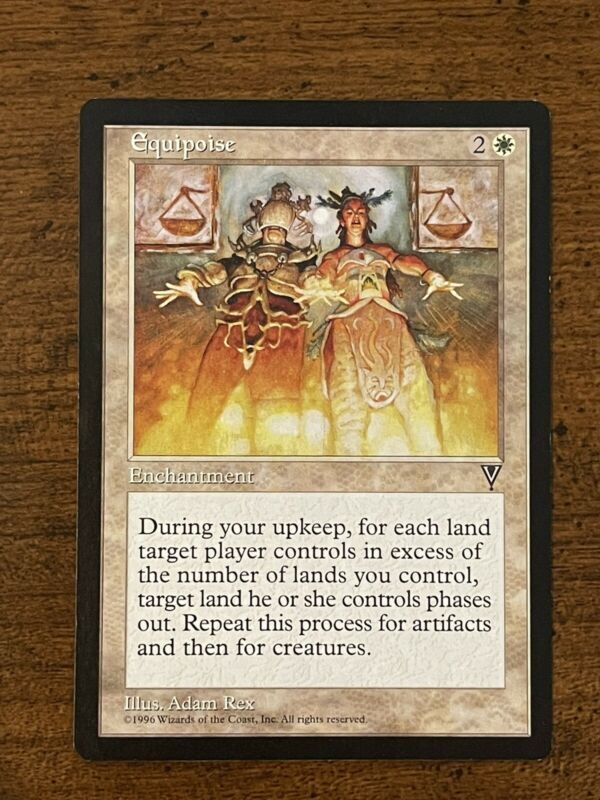 Equipoise 2
Enchantment
During your upkeep, for each land
target player controls in excess of
the number of lands you control,
target land he or she controls phases
out. Repeat this process for artifacts
and then for creatures.
Illus. Adam Rex
©1996 Wizards of the Coast, Inc. All rights reserved.